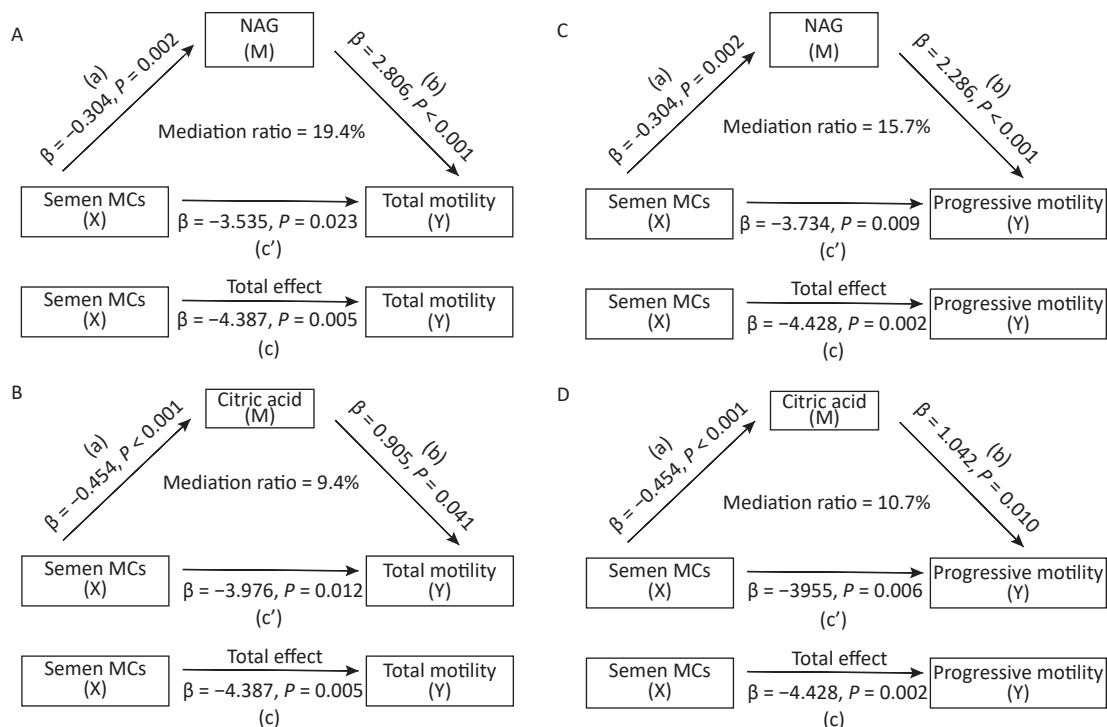 A
NAG
(M)
(a)
β = −0.304, P = 0.002
(b)
β = 2.806, P < 0.001
Mediation ratio = 19.4%
Semen MCs
(X)
β = −3.535, P = 0.023
(c’)
Total motility
(Y)
Semen MCs
(X)
Total effect
β = −4.387, P = 0.005
(c)
Total motility
(Y)
B
Citric acid
(M)
(a)
β = −0.454, P < 0.001
(b)
β = 0.905, P = 0.041
Mediation ratio = 9.4%
Semen MCs
(X)
β = −3.976, P = 0.012
(c’)
Total motility
(Y)
Semen MCs
(X)
Total effect
β = −4.387, P = 0.005
(c)
Total motility
(Y)
C
NAG
(M)
(a)
β = −0.304, P = 0.002
(b)
β = 2.286, P < 0.001
Mediation ratio = 15.7%
Semen MCs
(X)
β = −3.734, P = 0.009
(c’)
Progressive motility
(Y)
Semen MCs
(X)
Total effect
β = −4.428, P = 0.002
(c)
Progressive motility
(Y)
D
Citric acid
(M)
(a)
β = −0.454, P < 0.001
(b)
β = 1.042, P = 0.010
Mediation ratio = 10.7%
Semen MCs
(X)
β = −3955, P = 0.006
(c’)
Progressive motility
(Y)
Semen MCs
(X)
Total effect
β = −4.428, P = 0.002
(c)
Progressive motility
(Y)